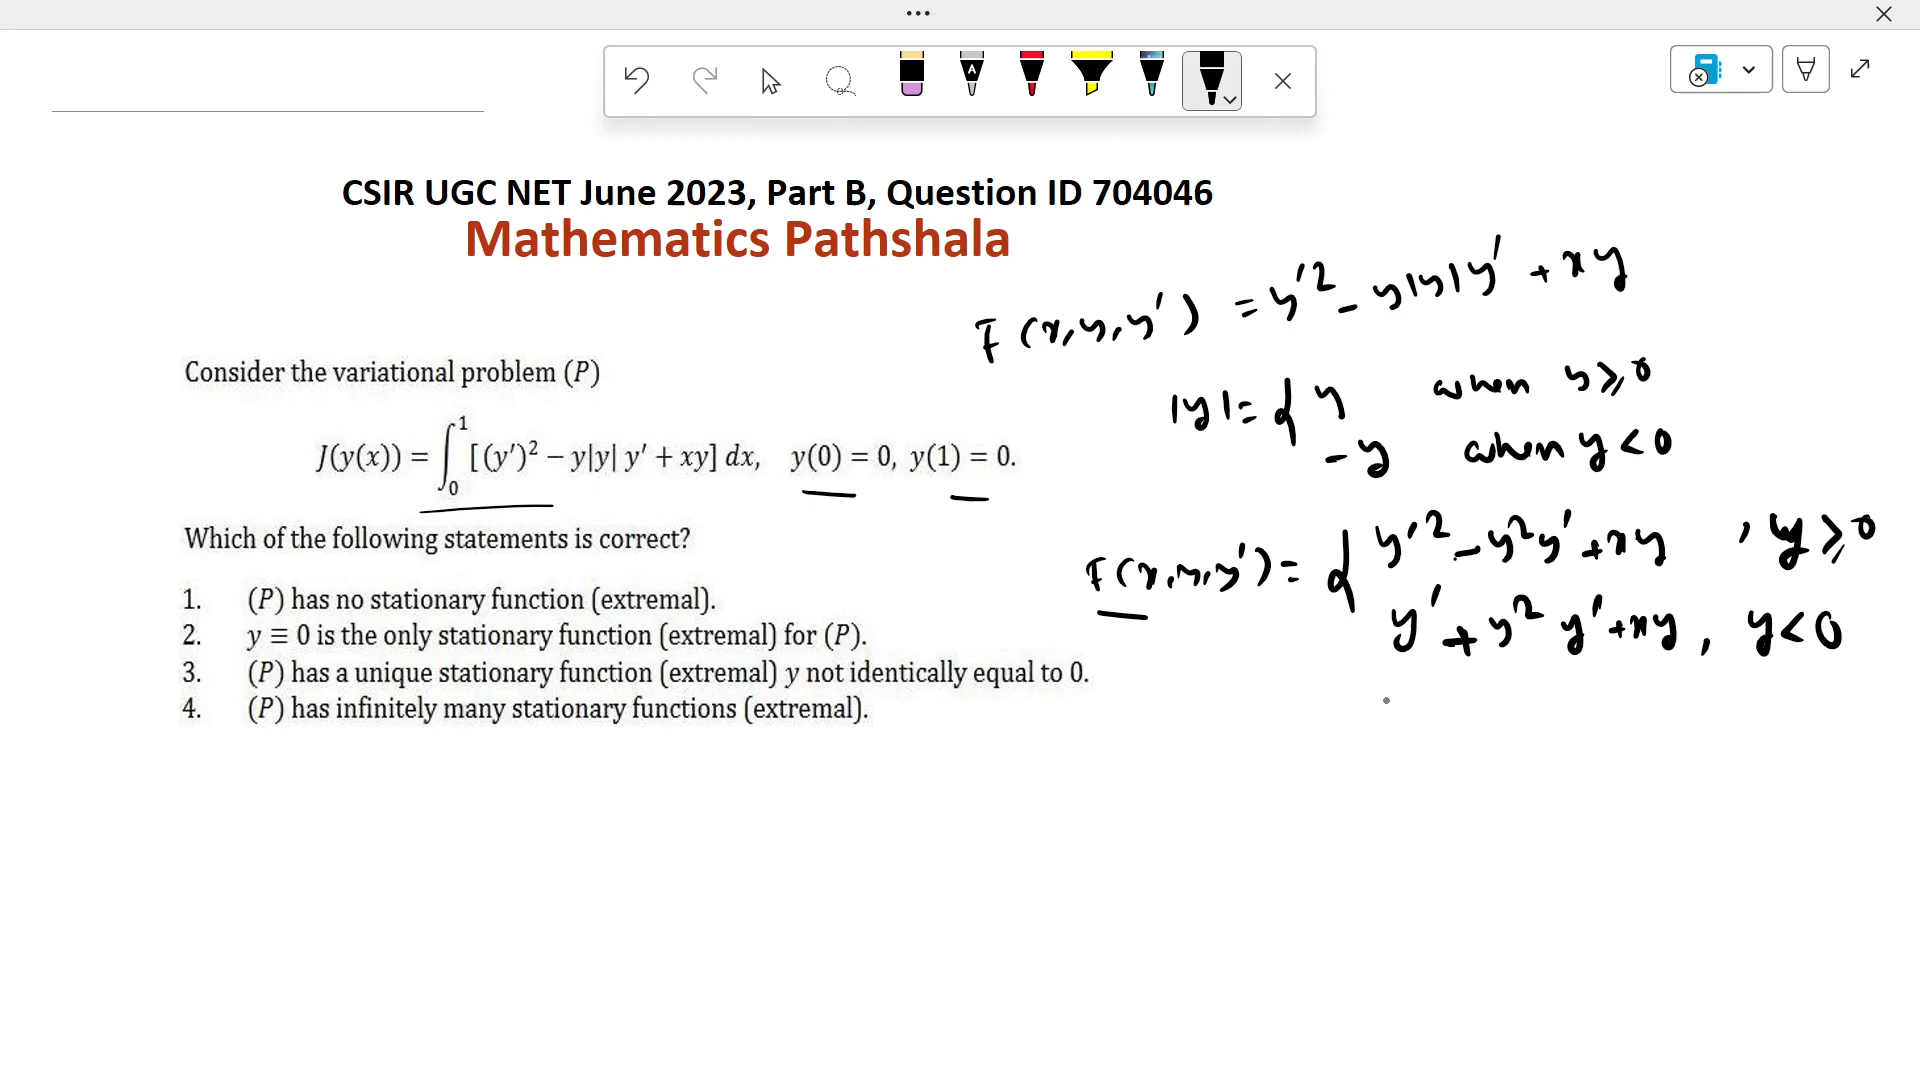 CSIR UGC NET June 2023, Part B, Question ID 704046
Mathematics Pathshala
Consider the variational problem (P)
J(y(x)) = ∫₀¹ [(y′)² − y|y| y′ + xy] dx, y(0) = 0, y(1) = 0.
Which of the following statements is correct?
1. (P) has no stationary function (extremal).
2. y ≡ 0 is the only stationary function (extremal) for (P).
3. (P) has a unique stationary function (extremal) y not identically equal to 0.
4. (P) has infinitely many stationary functions (extremal).
F(x,y,y′) = y′² − y|y|y′ + xy
|y| = { y when y ≥ 0
−y when y < 0
F(x,y,y′) = { y′² − y²y′ + xy , y ≥ 0
y′ + y² y′ + xy , y < 0